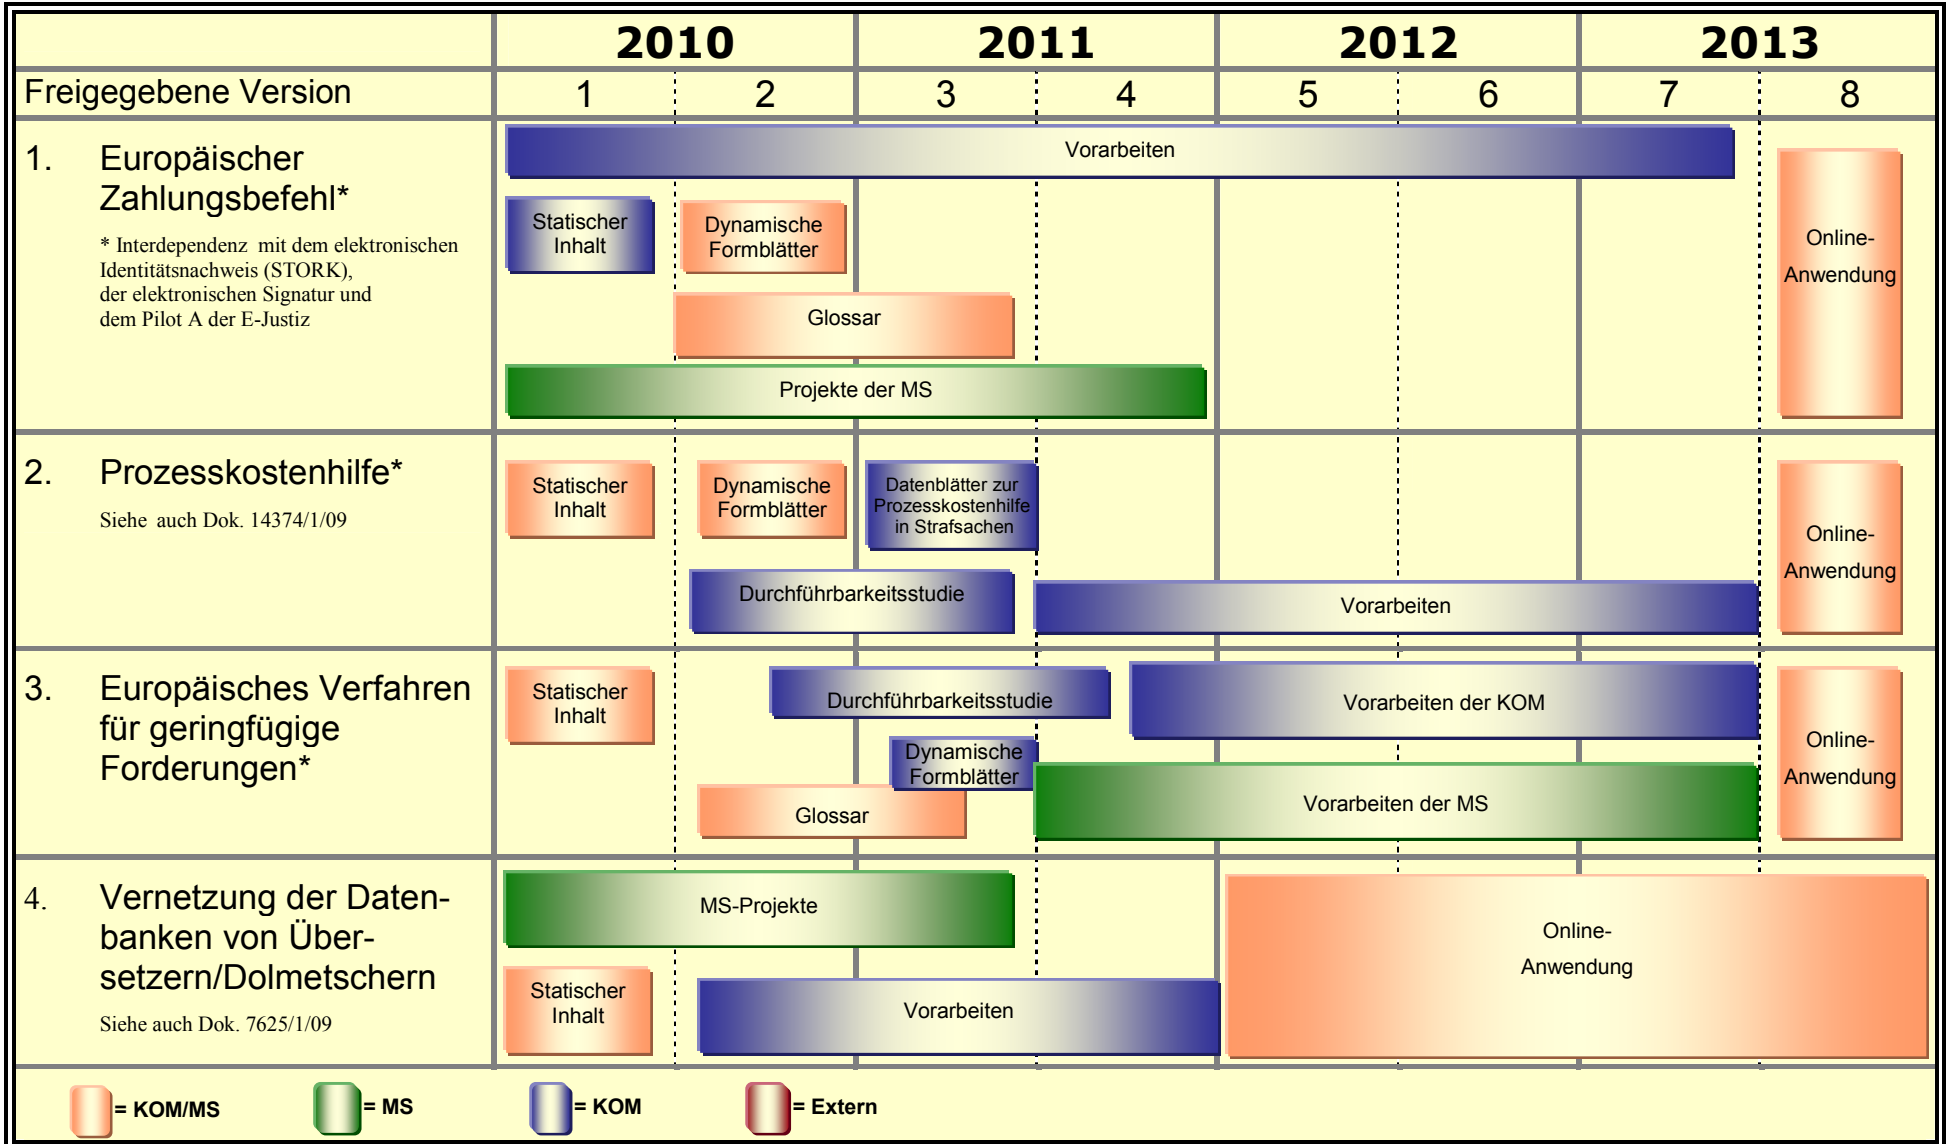 2010 2011 2012 2013
Freigegebene Version 1 2 3 4 5 6 7 8
1. Europäischer
Zahlungsbefehl*
* Interdependenz mit dem elektronischen
Identitätsnachweis (STORK),
der elektronischen Signatur und
dem Pilot A der E-Justiz
Vorarbeiten
Statischer
Inhalt
Dynamische
Formblätter
Glossar
Projekte der MS
Online-
Anwendung
2. Prozesskostenhilfe*
Siehe auch Dok. 14374/1/09
Statischer
Inhalt
Dynamische
Formblätter
Datenblätter zur
Prozesskostenhilfe
in Strafsachen
Durchführbarkeitsstudie
Vorarbeiten
Online-
Anwendung
3. Europäisches Verfahren
für geringfügige
Forderungen*
Statischer
Inhalt
Durchführbarkeitsstudie
Vorarbeiten der KOM
Dynamische
Formblätter
Glossar
Vorarbeiten der MS
Online-
Anwendung
4. Vernetzung der Daten-
banken von Über-
setzern/Dolmetschern
Siehe auch Dok. 7625/1/09
MS-Projekte
Statischer
Inhalt
Vorarbeiten
Online-
Anwendung
= KOM/MS = MS = KOM = Extern